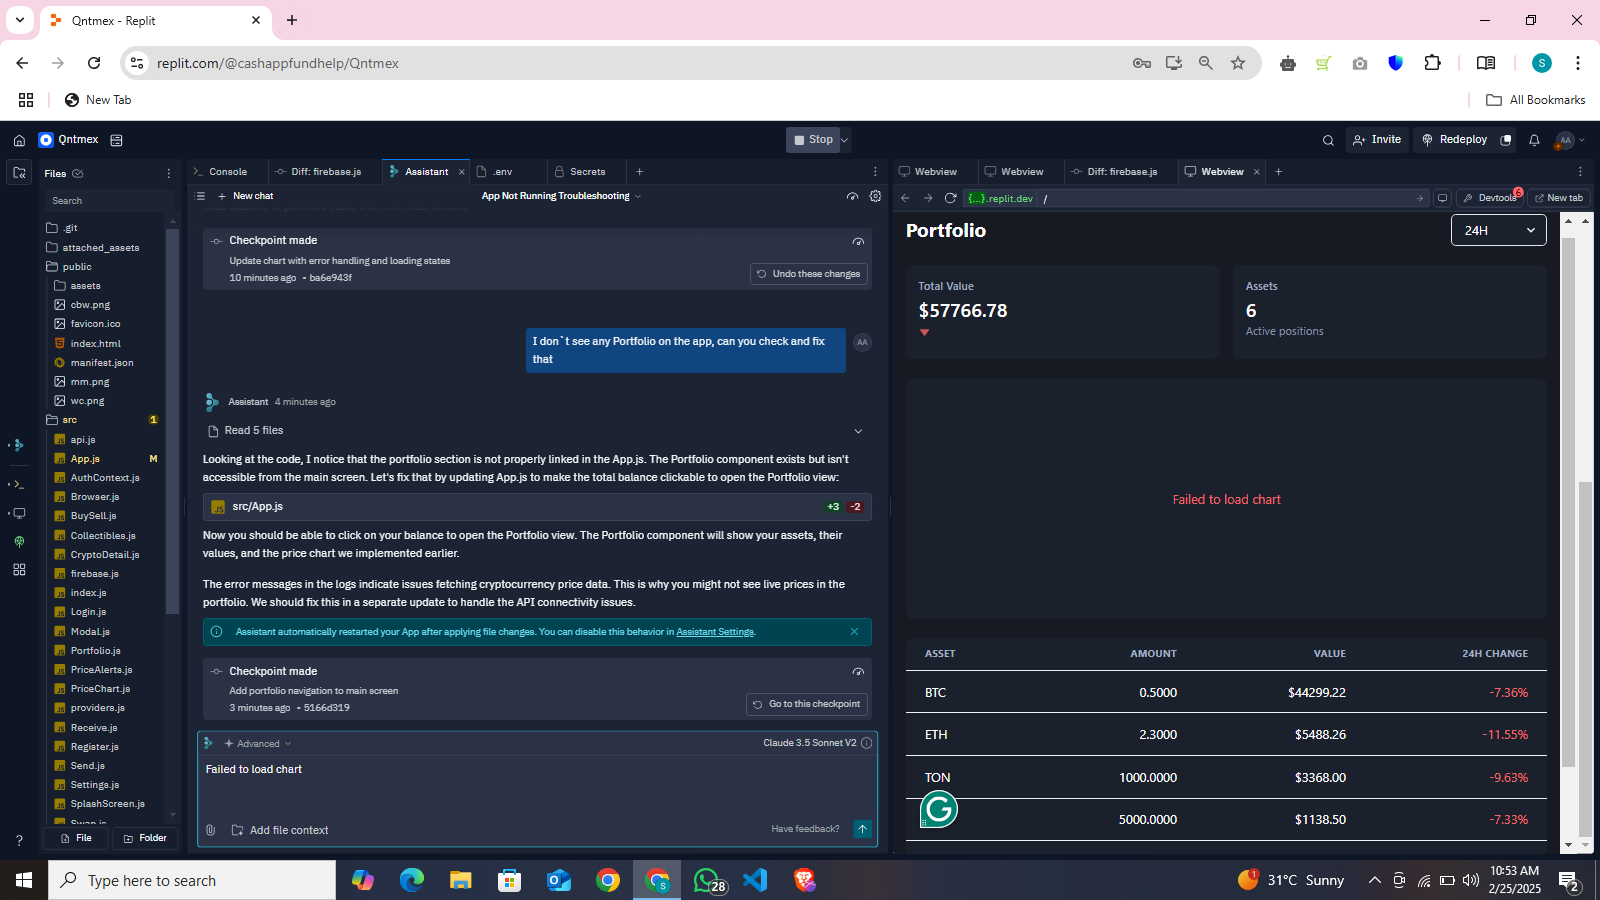 Qntmex - Replit
replit.com/@cashappfundhelp/Qntmex
New Tab
All Bookmarks
Qntmex
Stop
Invite
Redeploy
AA
Files
Search
.git
attached_assets
public
assets
cbw.png
favicon.ico
index.html
manifest.json
mm.png
wc.png
src
1
api.js
App.js
M
AuthContext.js
Browser.js
BuySell.js
Collectibles.js
CryptoDetail.js
firebase.js
index.js
Login.js
Modal.js
Portfolio.js
PriceAlerts.js
PriceChart.js
providers.js
Receive.js
Register.js
Send.js
Settings.js
SplashScreen.js
Swap.js
File
Folder
Console
Diff: firebase.js
Assistant
.env
Secrets
New chat
App Not Running Troubleshooting
Checkpoint made
Update chart with error handling and loading states
10 minutes ago • ba6e943f
Undo these changes
I don`t see any Portfolio on the app, can you check and fix
that
AA
Assistant 4 minutes ago
Read 5 files
Looking at the code, I notice that the portfolio section is not properly linked in the App.js. The Portfolio component exists but isn't
accessible from the main screen. Let's fix that by updating App.js to make the total balance clickable to open the Portfolio view:
JS
src/App.js
+3 -2
Now you should be able to click on your balance to open the Portfolio view. The Portfolio component will show your assets, their
values, and the price chart we implemented earlier.
The error messages in the logs indicate issues fetching cryptocurrency price data. This is why you might not see live prices in the
portfolio. We should fix this in a separate update to handle the API connectivity issues.
Assistant automatically restarted your App after applying file changes. You can disable this behavior in Assistant Settings.
Checkpoint made
Add portfolio navigation to main screen
3 minutes ago • 5166d319
Go to this checkpoint
Advanced
Claude 3.5 Sonnet V2
Failed to load chart
Add file context
Have feedback?
Webview
Webview
Diff: firebase.js
Webview
{...}.replit.dev /
Devtools
6
New tab
Portfolio
24H
Total Value
$57766.78
Assets
6
Active positions
Failed to load chart
ASSET AMOUNT VALUE 24H CHANGE
BTC 0.5000 $44299.22 -7.36%
ETH 2.3000 $5488.26 -11.55%
TON 1000.0000 $3368.00 -9.63%
5000.0000 $1138.50 -7.33%
Type here to search
28
1
31°C Sunny
10:53 AM
2/25/2025
2